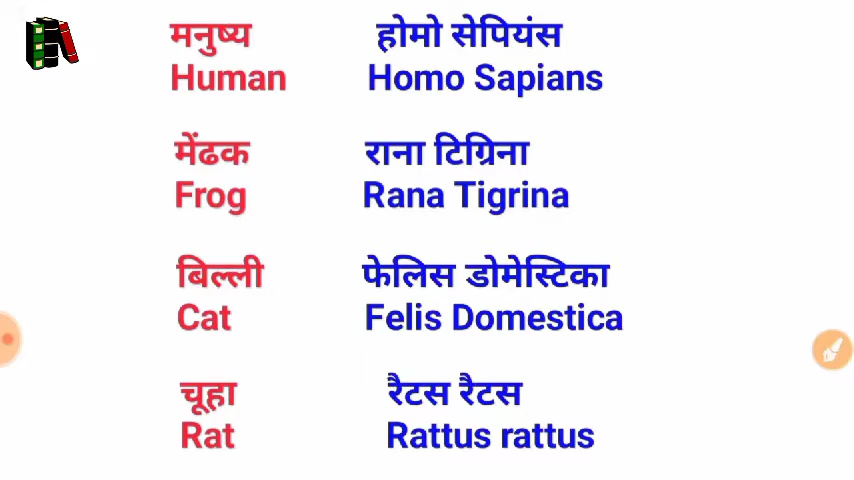 मनुष्य होमो सेपियंस
Human Homo Sapians
मेंढक राना टिग्रिना
Frog Rana Tigrina
बिल्ली फेलिस डोमेस्टिका
Cat Felis Domestica
चूहा रैटस रैटस
Rat Rattus rattus